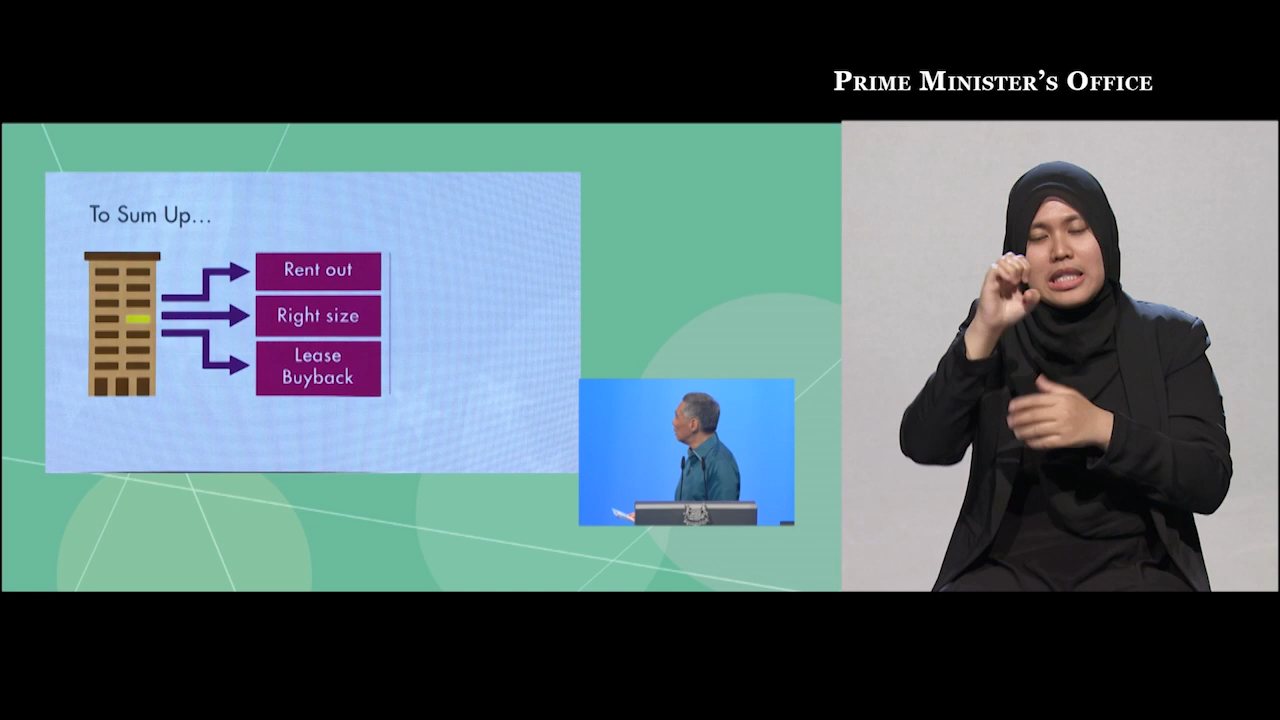 PRIME MINISTER'S OFFICE
To Sum Up...
Rent out
Right size
Lease
Buyback